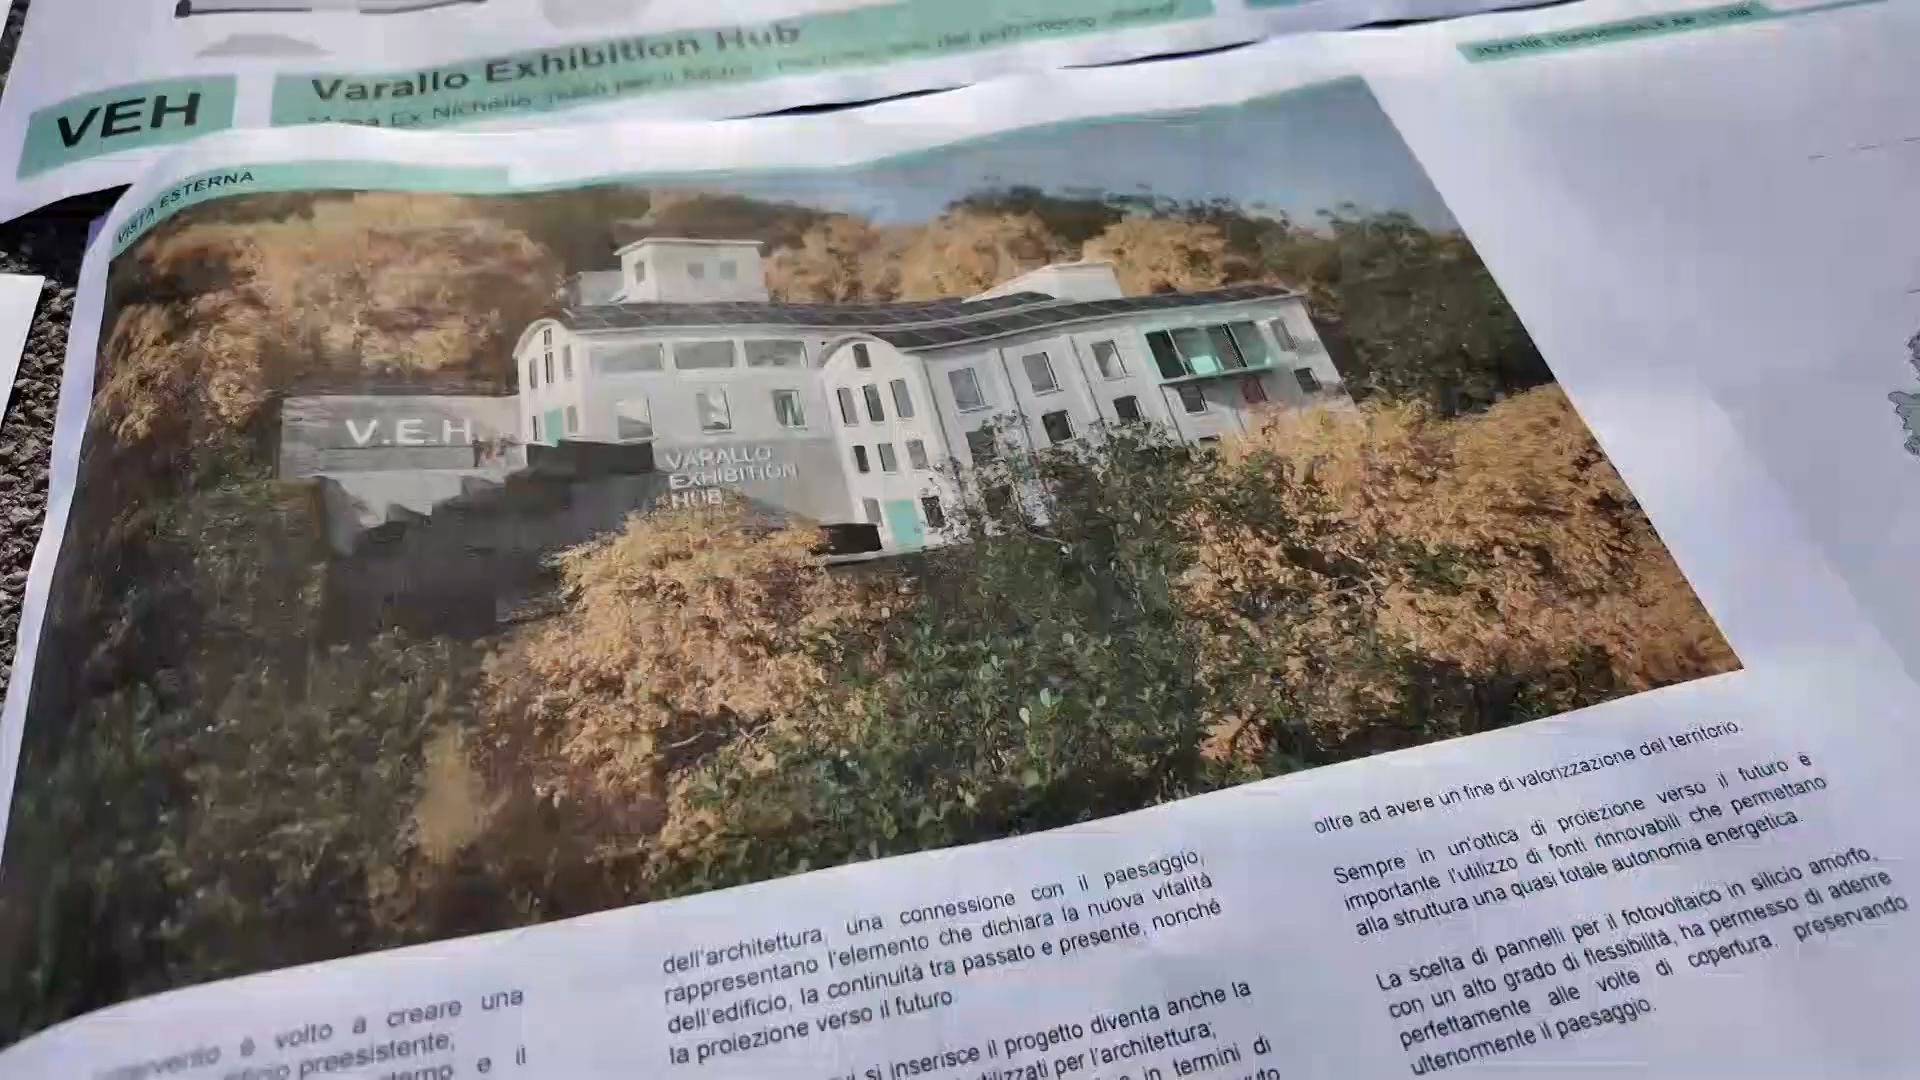 VEH
Varallo Exhibition Hub
Ex Nichelio
VISTA ESTERNA
V.E.H
VARALLO
EXHIBITION
HUB
è volto a creare una
preesistente,
e il
dell'architettura, una connessione con il paesaggio,
rappresentano l'elemento che dichiara la nuova vitalità
dell'edificio, la continuità tra passato e presente, nonché
la proiezione verso il futuro.
si inserisce il progetto diventa anche la
per l'architettura;
in termini di
oltre ad avere un fine di valorizzazione del territorio.
Sempre in un'ottica di proiezione verso il futuro è
importante l'utilizzo di fonti rinnovabili che permettano
alla struttura una quasi totale autonomia energetica.
La scelta di pannelli per il fotovoltaico in silicio amorfo,
con un alto grado di flessibilità, ha permesso di aderire
perfettamente alle volte di copertura, preservando
ulteriormente il paesaggio.